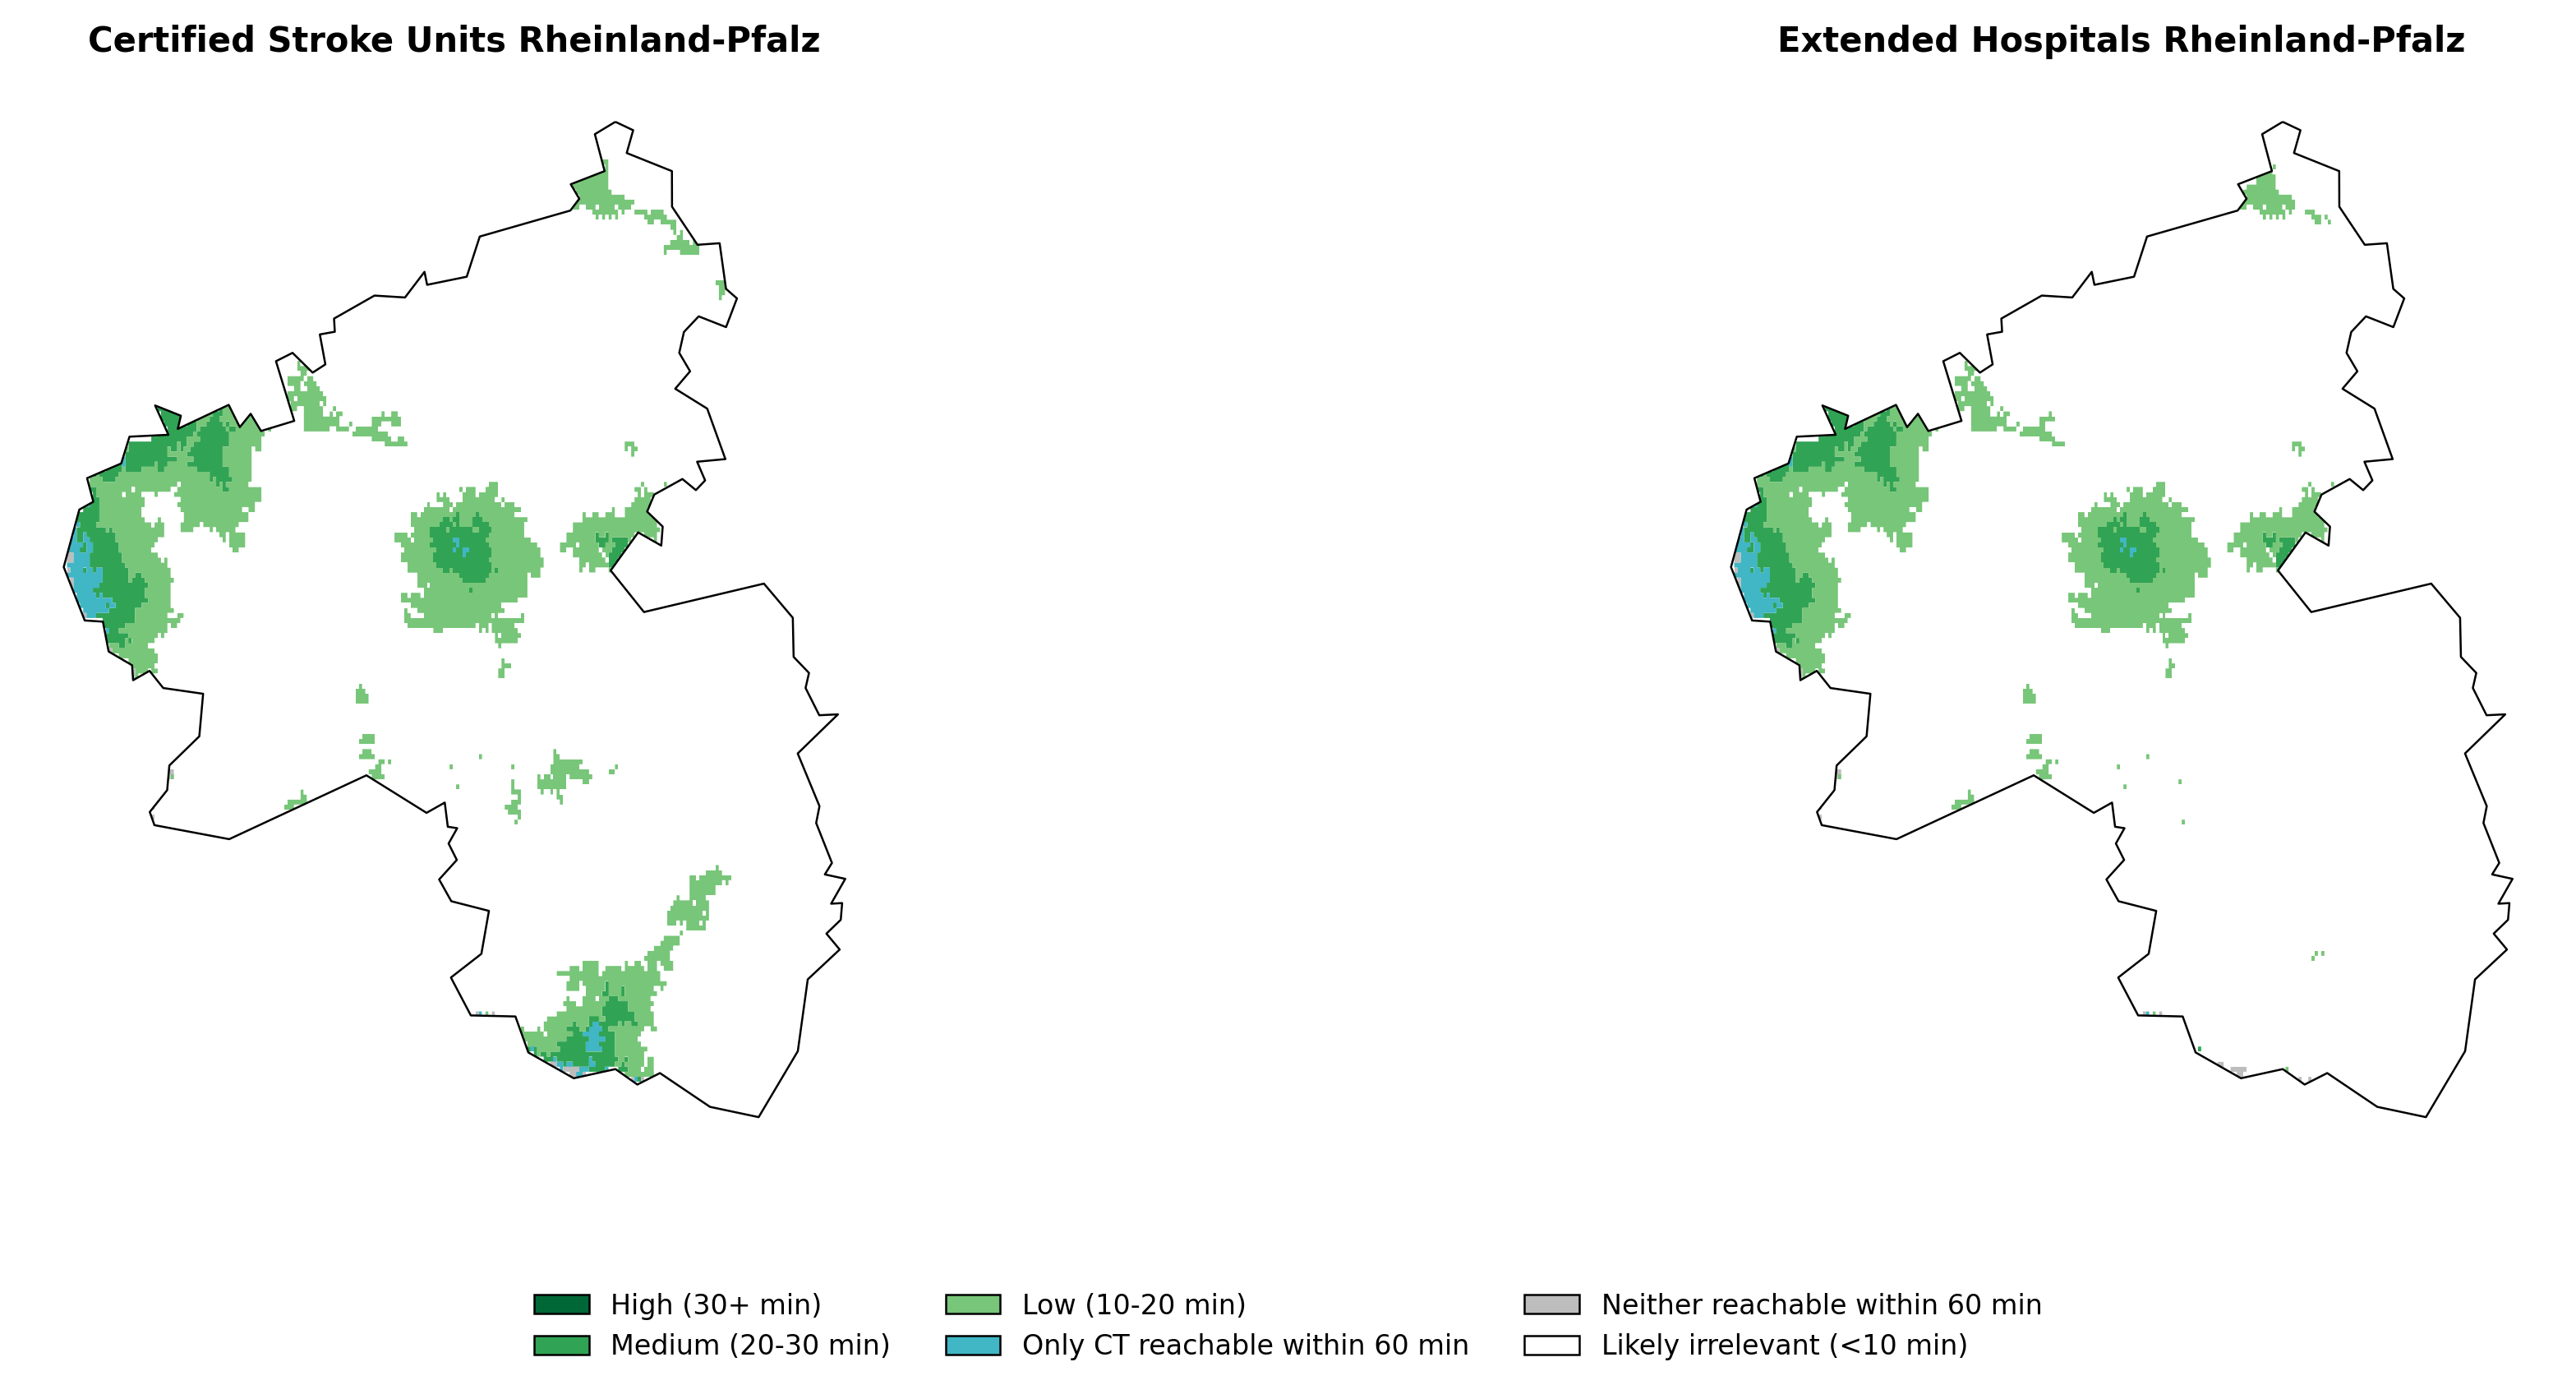 Certified Stroke Units Rheinland-Pfalz
Extended Hospitals Rheinland-Pfalz
High (30+ min)
Medium (20-30 min)
Low (10-20 min)
Only CT reachable within 60 min
Neither reachable within 60 min
Likely irrelevant (<10 min)